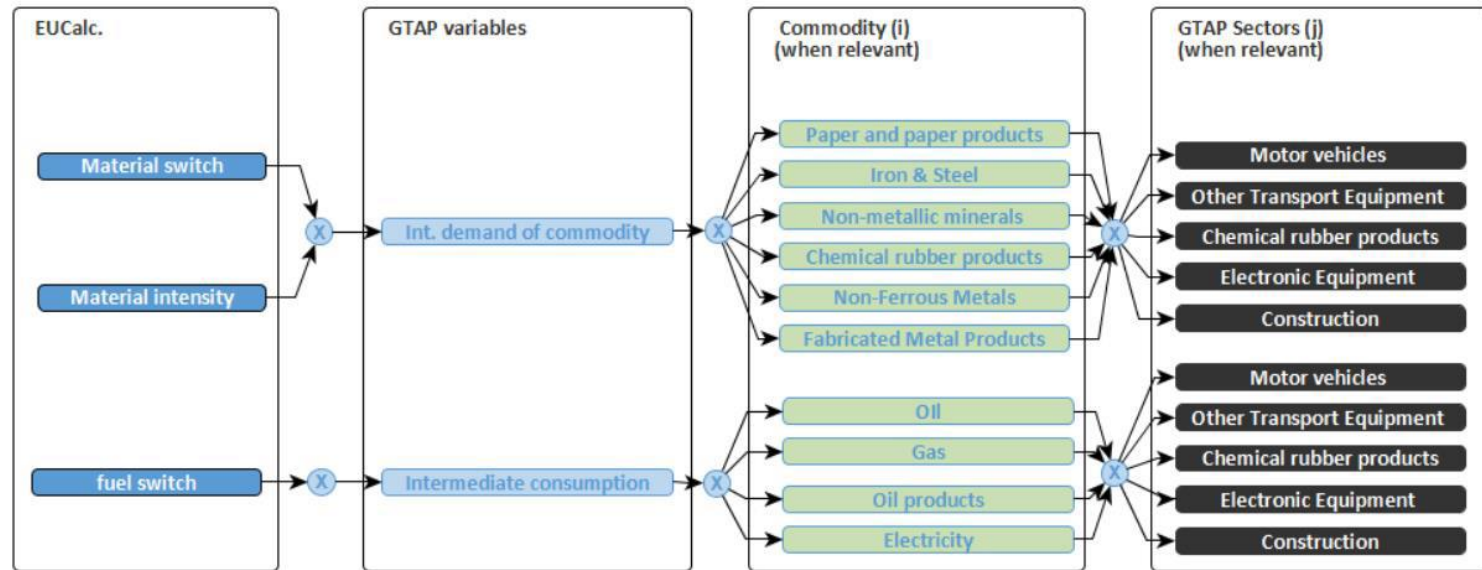 EUCalc.
GTAP variables
Commodity (i)
(when relevant)
GTAP Sectors (j)
(when relevant)
Material switch
Material intensity
X
Int. demand of commodity
X
Paper and paper products
Iron & Steel
Non-metallic minerals
Chemical rubber products
Non-Ferrous Metals
Fabricated Metal Products
X
Motor vehicles
Other Transport Equipment
Chemical rubber products
Electronic Equipment
Construction
fuel switch
X
Intermediate consumption
X
OIl
Gas
Oil products
Electricity
X
Motor vehicles
Other Transport Equipment
Chemical rubber products
Electronic Equipment
Construction